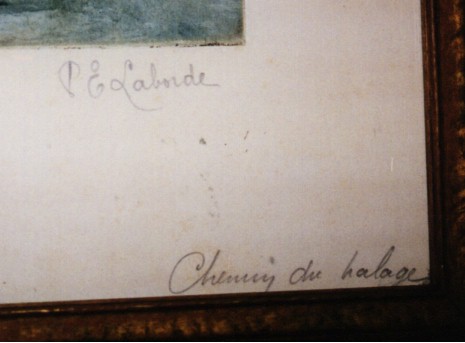 P E Laborde
Chemin du halage